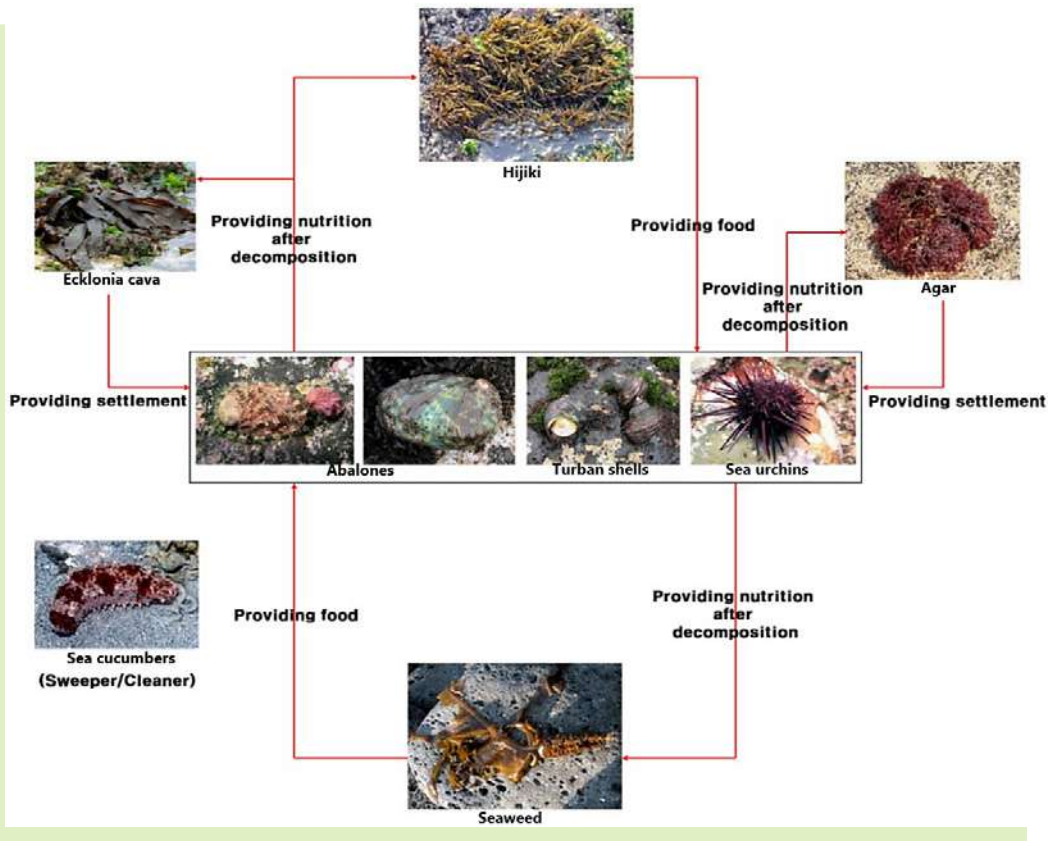 Hijiki
Providing nutrition
after
decomposition
Providing food
Ecklonia cava
Agar
Providing nutrition
after
decomposition
Providing settlement
Providing settlement
Abalones
Turban shells
Sea urchins
Sea cucumbers
(Sweeper/Cleaner)
Providing food
Providing nutrition
after
decomposition
Seaweed